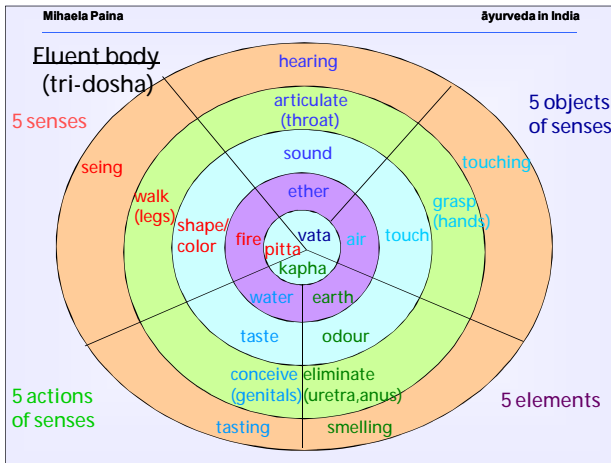 Mihaela Paina
āyurveda in India
Fluent body
(tri-dosha)
hearing
5 senses
5 objects
of senses
articulate
(throat)
seing
touching
sound
walk
(legs)
grasp
(hands)
ether
shape/
color
fire
vata
air
touch
pitta
kapha
water
earth
taste
odour
conceive
(genitals)
eliminate
(uretra,anus)
5 actions
of senses
5 elements
tasting
smelling